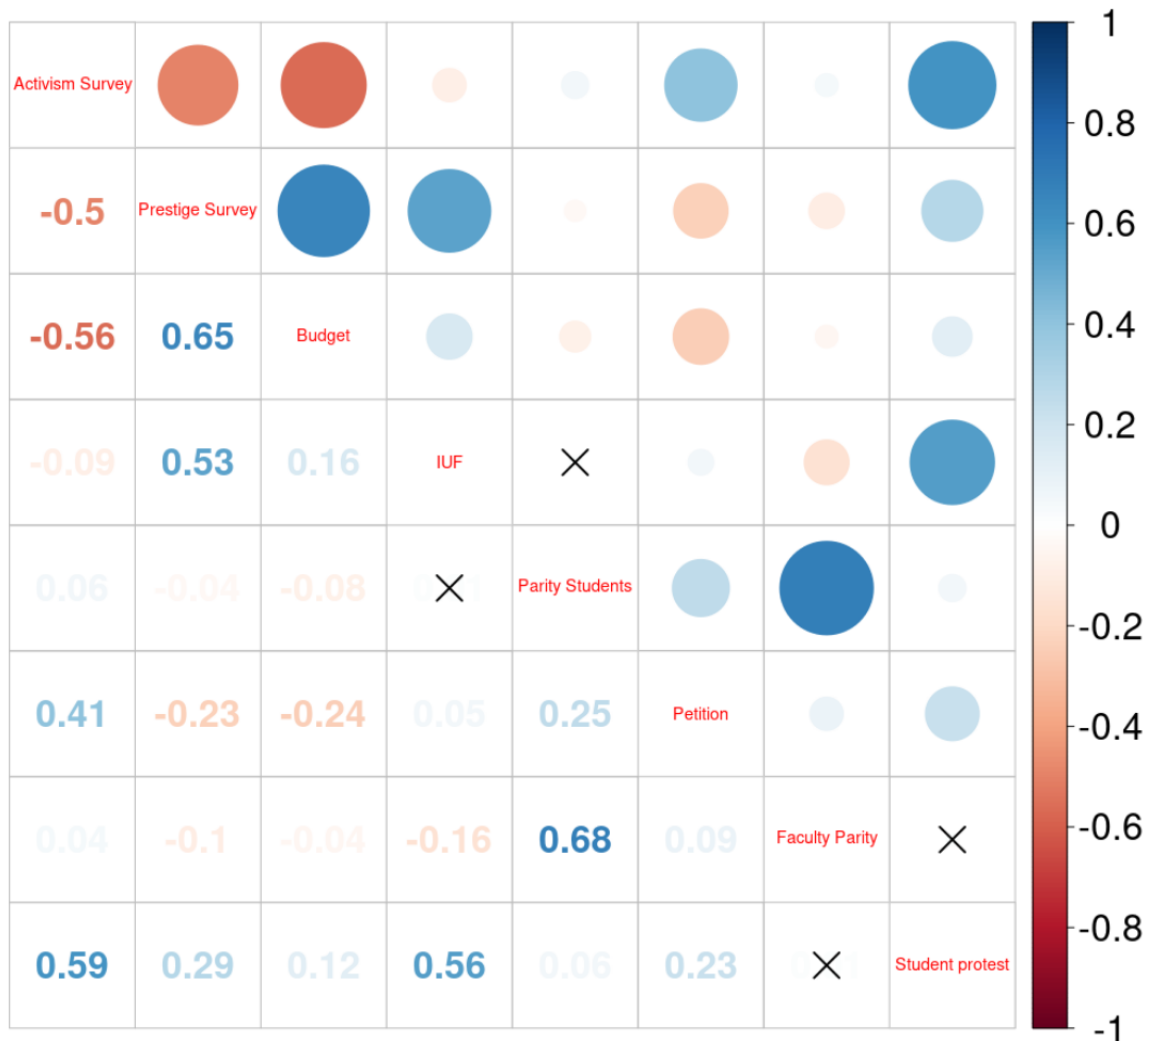 Activism Survey
1
0.8
-0.5 Prestige Survey
0.6
-0.56 0.65 Budget
0.4
0.2
-0.09 0.53 0.16 IUF
0
0.06 -0.04 -0.08 Parity Students
-0.2
0.41 -0.23 -0.24 0.05 0.25 Petition
-0.4
-0.6
0.04 -0.1 -0.04 -0.16 0.68 0.09 Faculty Parity
-0.8
0.59 0.29 0.12 0.56 0.06 0.23 Student protest
-1